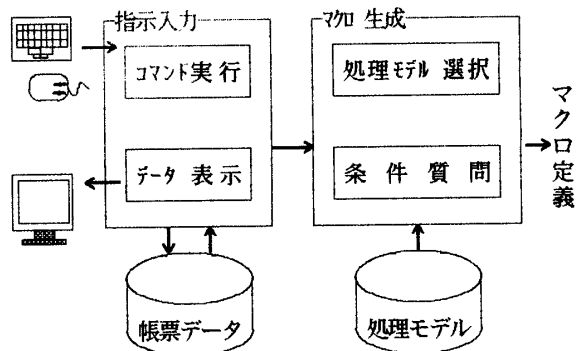 指示入力
コマンド実行
データ 表示
帳票データ
マクロ 生成
処理モデル 選択
条 件 質 問
処理モデル
マクロ定義